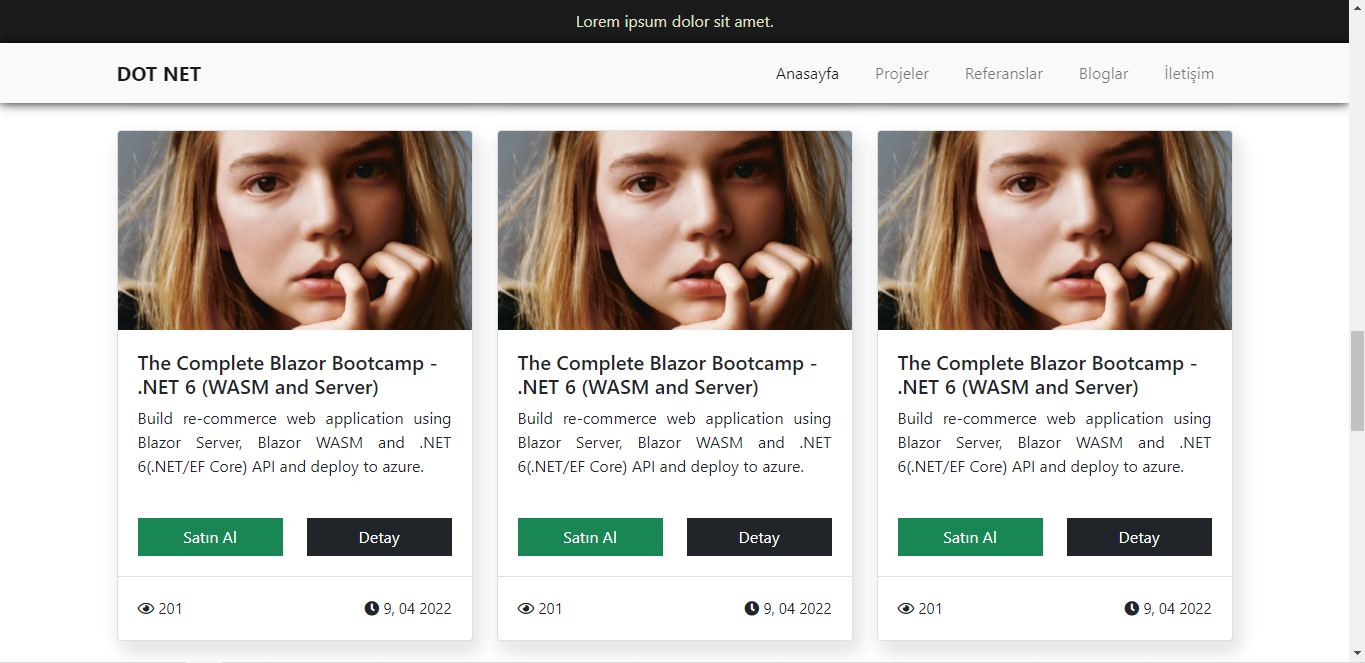 Lorem ipsum dolor sit amet.
DOT NET
Anasayfa Projeler Referanslar Bloglar İletişim
The Complete Blazor Bootcamp -
.NET 6 (WASM and Server)
Build re-commerce web application using
Blazor Server, Blazor WASM and .NET
6(.NET/EF Core) API and deploy to azure.
Satın Al Detay
201 9, 04 2022
The Complete Blazor Bootcamp -
.NET 6 (WASM and Server)
Build re-commerce web application using
Blazor Server, Blazor WASM and .NET
6(.NET/EF Core) API and deploy to azure.
Satın Al Detay
201 9, 04 2022
The Complete Blazor Bootcamp -
.NET 6 (WASM and Server)
Build re-commerce web application using
Blazor Server, Blazor WASM and .NET
6(.NET/EF Core) API and deploy to azure.
Satın Al Detay
201 9, 04 2022